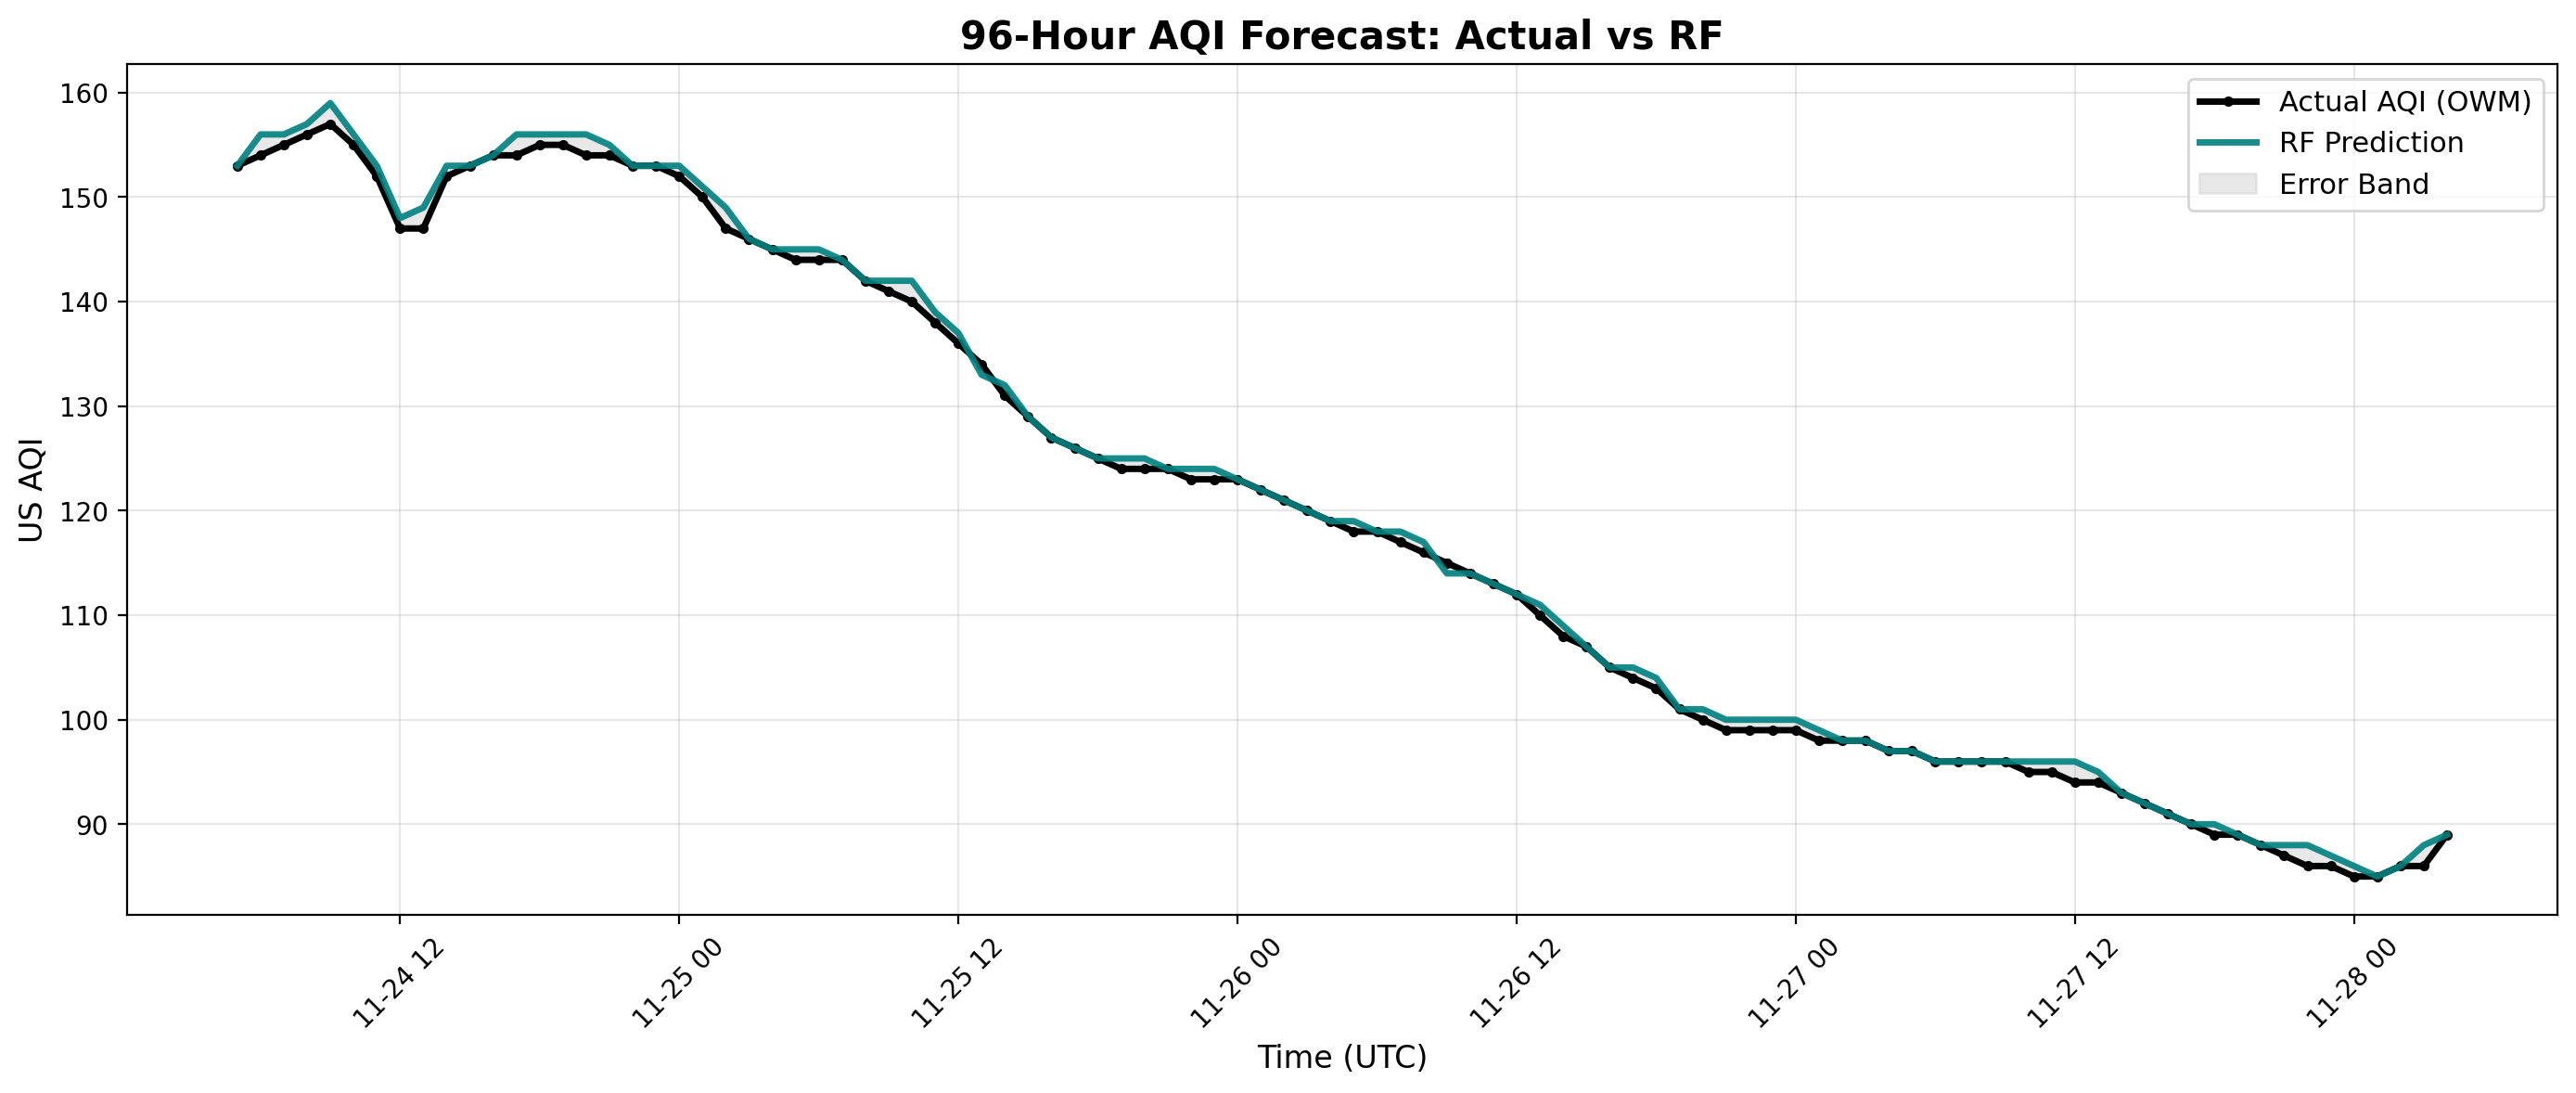 96-Hour AQI Forecast: Actual vs RF
Actual AQI (OWM)
RF Prediction
Error Band
US AQI
160
150
140
130
120
110
100
90
11-24 12
11-25 00
11-25 12
11-26 00
11-26 12
11-27 00
11-27 12
11-28 00
Time (UTC)